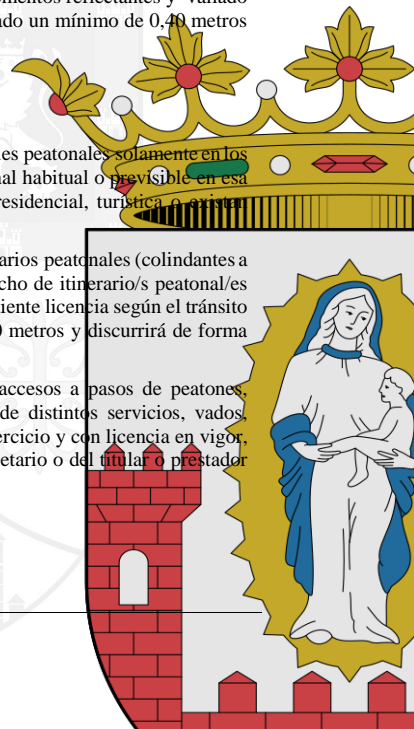 mentos reflectantes y vallado
ado un mínimo de 0,40 metros
es peatonales solamente en los
nal habitual o previsible en esa
residencial, turística o existan
arios peatonales (colindantes a
cho de itinerario/s peatonal/es
iente licencia según el tránsito
0 metros y discurrirá de forma
accesos a pasos de peatones,
de distintos servicios, vados,
ercicio y con licencia en vigor,
etario o del titular o prestador